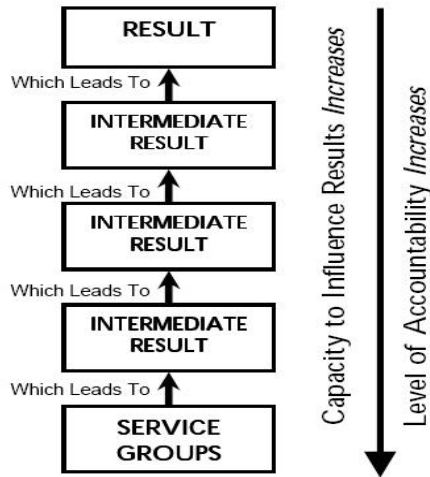 RESULT
Which Leads To
INTERMEDIATE
RESULT
Which Leads To
INTERMEDIATE
RESULT
Which Leads To
INTERMEDIATE
RESULT
Which Leads To
SERVICE
GROUPS
Capacity to Influence Results Increases
Level of Accountability Increases